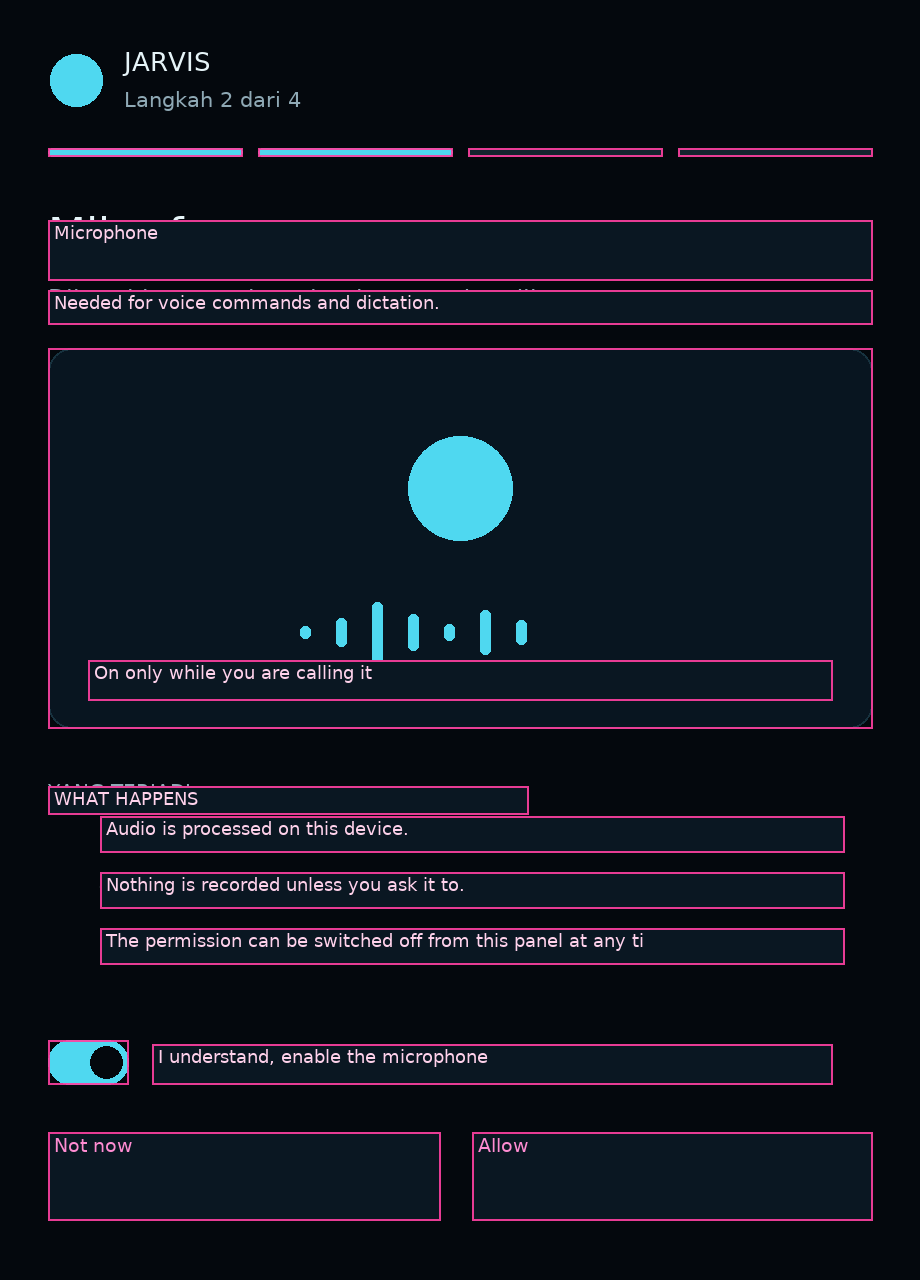 JARVIS
Langkah 2 dari 4
Microphone
Needed for voice commands and dictation.
On only while you are calling it
WHAT HAPPENS
Audio is processed on this device.
Nothing is recorded unless you ask it to.
The permission can be switched off from this panel at any ti
I understand, enable the microphone
Not now
Allow